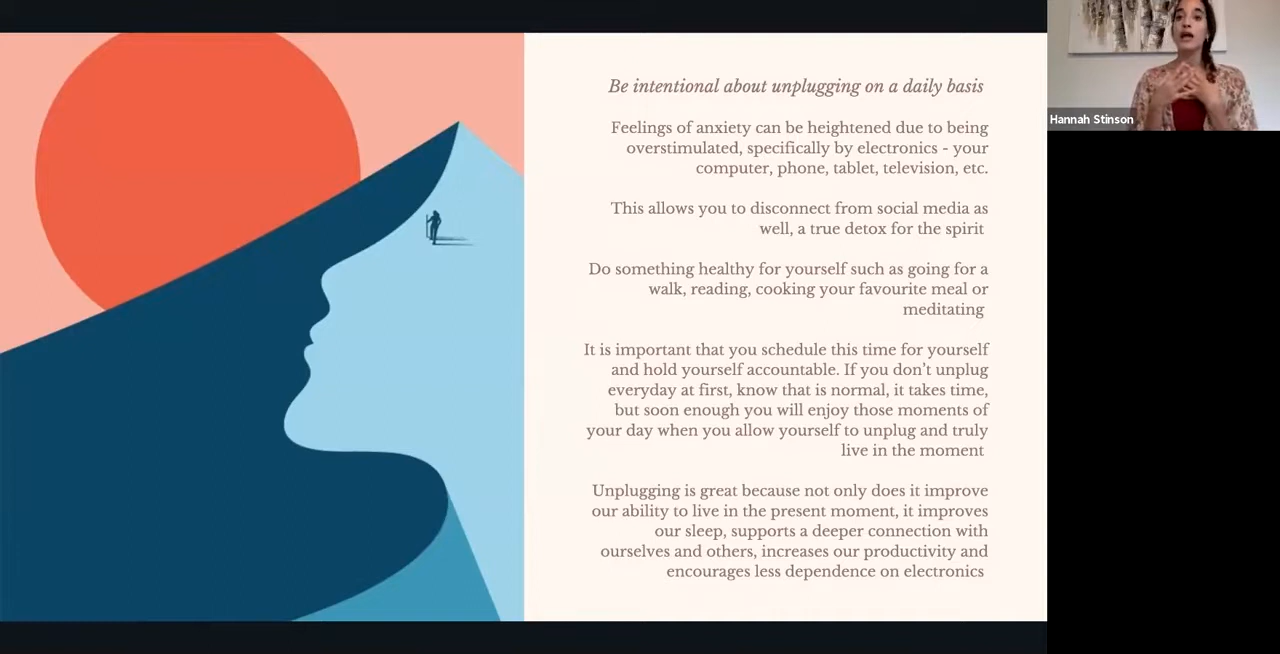 Be intentional about unplugging on a daily basis
Feelings of anxiety can be heightened due to being
overstimulated, specifically by electronics - your
computer, phone, tablet, television, etc.
This allows you to disconnect from social media as
well, a true detox for the spirit
Do something healthy for yourself such as going for a
walk, reading, cooking your favourite meal or
meditating
It is important that you schedule this time for yourself
and hold yourself accountable. If you don't unplug
everyday at first, know that is normal, it takes time,
but soon enough you will enjoy those moments of
your day when you allow yourself to unplug and truly
live in the moment
Unplugging is great because not only does it improve
our ability to live in the present moment, it improves
our sleep, supports a deeper connection with
ourselves and others, increases our productivity and
encourages less dependence on electronics
Hannah Stinson